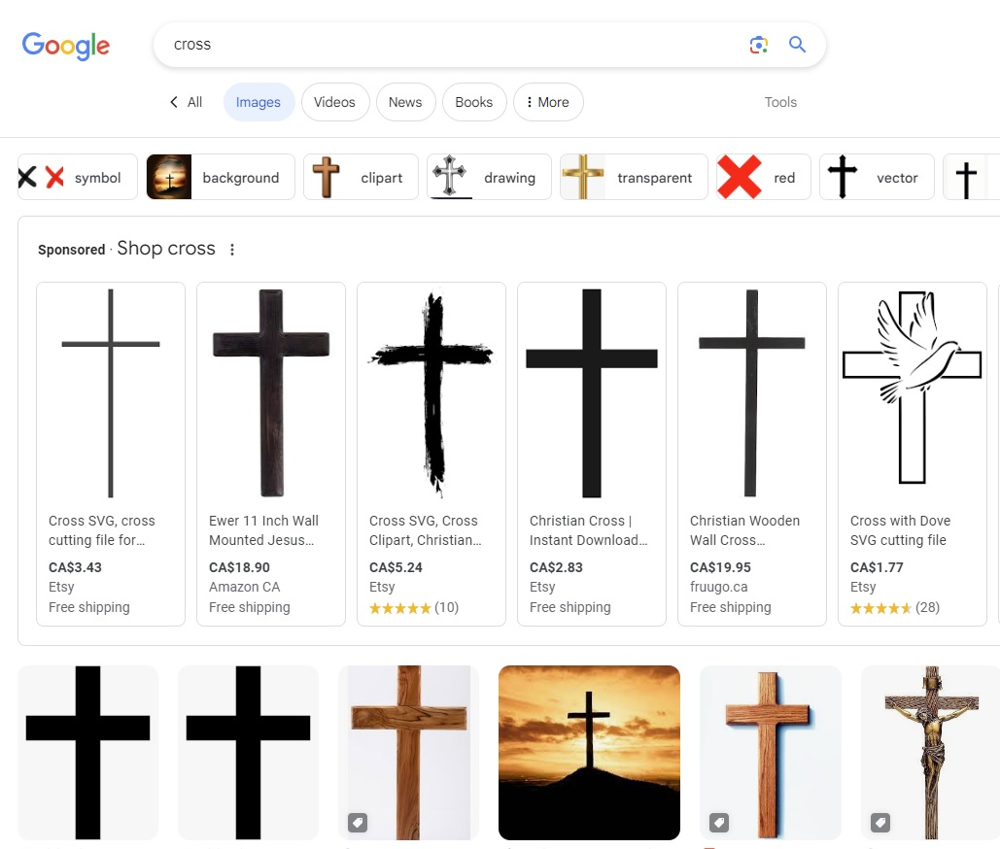 Google
cross
All
Images
Videos
News
Books
More
Tools
symbol
background
clipart
drawing
transparent
red
vector
Sponsored · Shop cross
Cross SVG, cross
cutting file for...
CA$3.43
Etsy
Free shipping
Ewer 11 Inch Wall
Mounted Jesus...
CA$18.90
Amazon CA
Free shipping
Cross SVG, Cross
Clipart, Christian...
CA$5.24
Etsy
(10)
Christian Cross |
Instant Download...
CA$2.83
Etsy
Free shipping
Christian Wooden
Wall Cross...
CA$19.95
fruugo.ca
Free shipping
Cross with Dove
SVG cutting file
CA$1.77
Etsy
(28)